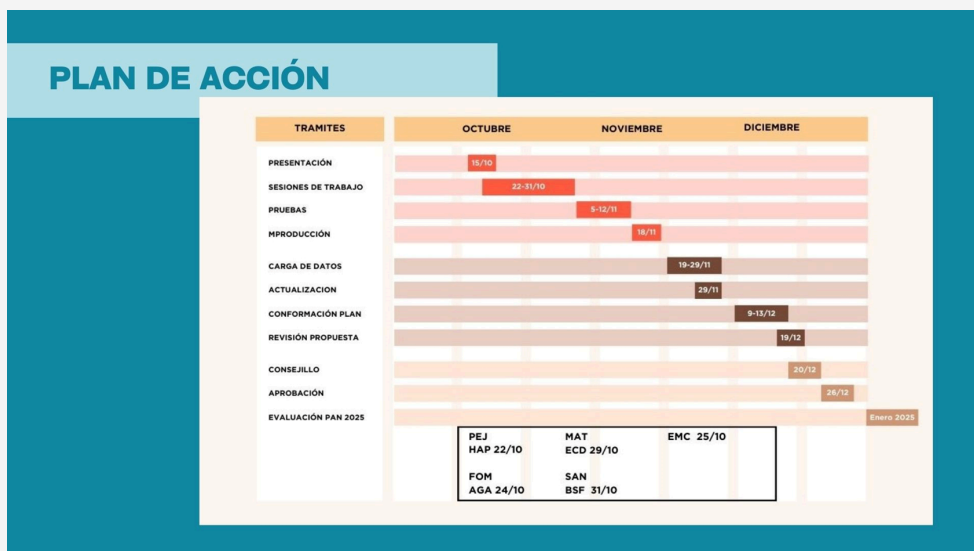 PLAN DE ACCIÓN
TRAMITES OCTUBRE NOVIEMBRE DICIEMBRE
PRESENTACIÓN 15/10
SESIONES DE TRABAJO 22-31/10
PRUEBAS 5-12/11
MPRODUCCIÓN 18/11
CARGA DE DATOS 19-29/11
ACTUALIZACION 29/11
CONFORMACIÓN PLAN 9-13/12
REVISIÓN PROPUESTA 19/12
CONSEJILLO 20/12
APROBACIÓN 26/12
EVALUACIÓN PAN 2025 Enero 2025
PEJ MAT EMC 25/10
HAP 22/10 ECD 29/10
FOM SAN
AGA 24/10 BSF 31/10